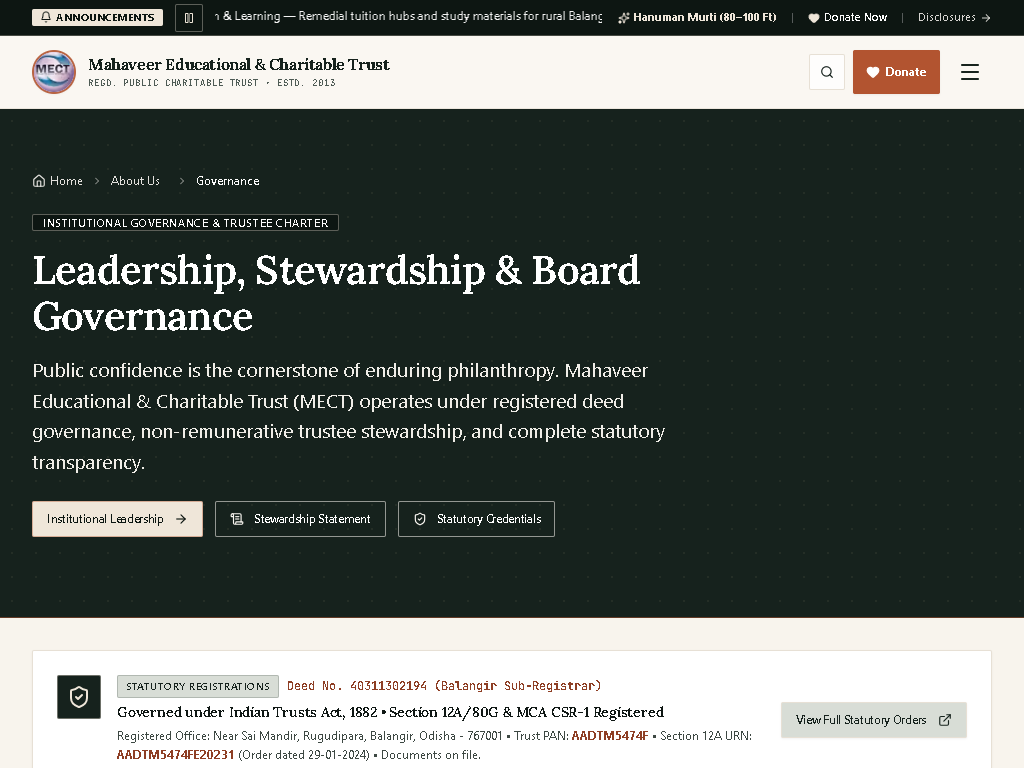 ANNOUNCEMENTS
& Learning — Remedial tuition hubs and study materials for rural
Hanuman Murti (80–100 Ft)
Donate Now
Disclosures
MECT
Mahaveer Educational & Charitable Trust
REGD. PUBLIC CHARITABLE TRUST • ESTD. 2013
Donate
Home
About Us
Governance
INSTITUTIONAL GOVERNANCE & TRUSTEE CHARTER
Leadership, Stewardship & Board
Governance
Public confidence is the cornerstone of enduring philanthropy. Mahaveer
Educational & Charitable Trust (MECT) operates under registered deed
governance, non-remunerative trustee stewardship, and complete statutory
transparency.
Institutional Leadership
Stewardship Statement
Statutory Credentials
STATUTORY REGISTRATIONS
Deed No. 40311302194 (Balangir Sub-Registrar)
Governed under Indian Trusts Act, 1882 • Section 12A/80G & MCA CSR-1 Registered
Registered Office: Near Sai Mandir, Rugudipara, Balangir, Odisha - 767001 • Trust PAN: AADTM5474F • Section 12A URN:
AADTM5474FE20231 (Order dated 29-01-2024) • Documents on file.
View Full Statutory Orders